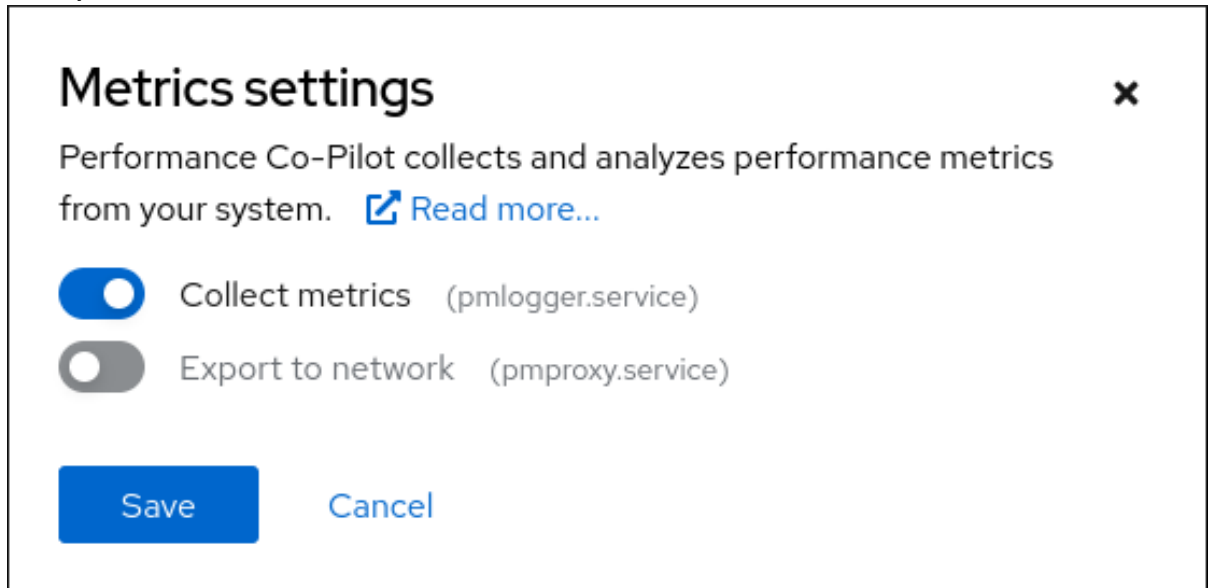 Metrics settings
Performance Co-Pilot collects and analyzes performance metrics
from your system. Read more...
Collect metrics (pmlogger.service)
Export to network (pmproxy.service)
Save Cancel